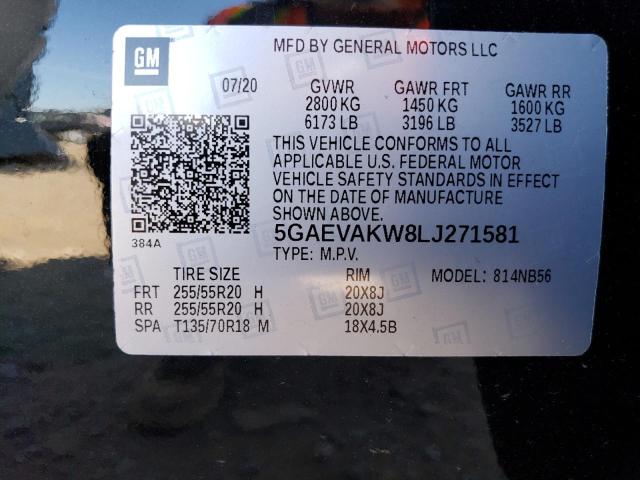 GM
MFD BY GENERAL MOTORS LLC
07/20 GVWR GAWR FRT GAWR RR
2800 KG 1450 KG 1600 KG
6173 LB 3196 LB 3527 LB
THIS VEHICLE CONFORMS TO ALL
APPLICABLE U.S. FEDERAL MOTOR
VEHICLE SAFETY STANDARDS IN EFFECT
ON THE DATE OF MANUFACTURE
SHOWN ABOVE.
384A
5GAEVAKW8LJ271581
TYPE: M.P.V.
TIRE SIZE RIM MODEL: 814NB56
FRT 255/55R20 H 20X8J
RR 255/55R20 H 20X8J
SPA T135/70R18 M 18X4.5B